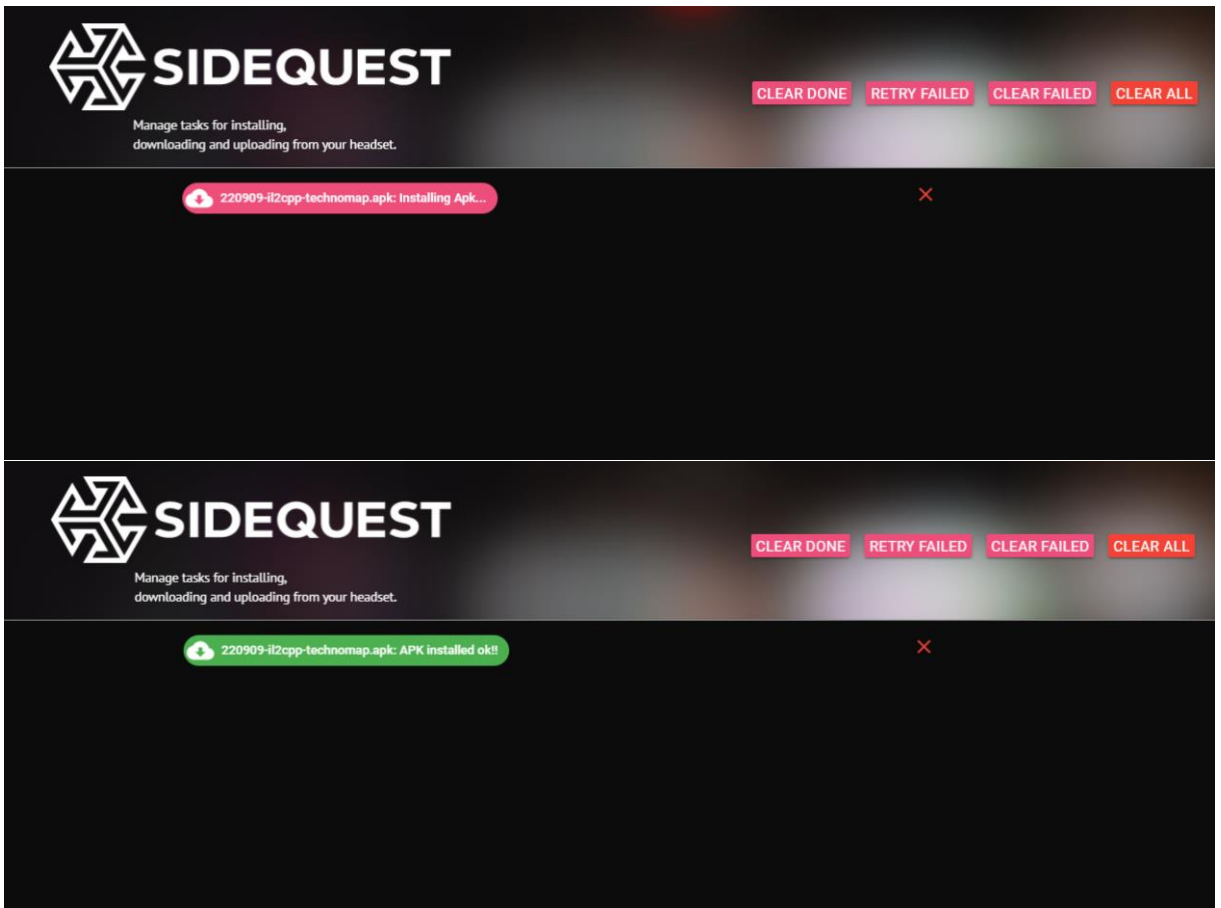 SIDEQUEST
CLEAR DONE RETRY FAILED CLEAR FAILED CLEAR ALL
Manage tasks for installing,
downloading and uploading from your headset.
220909-il2cpp-technomap.apk: Installing Apk...
SIDEQUEST
CLEAR DONE RETRY FAILED CLEAR FAILED CLEAR ALL
Manage tasks for installing,
downloading and uploading from your headset.
220909-il2cpp-technomap.apk: APK installed ok!!